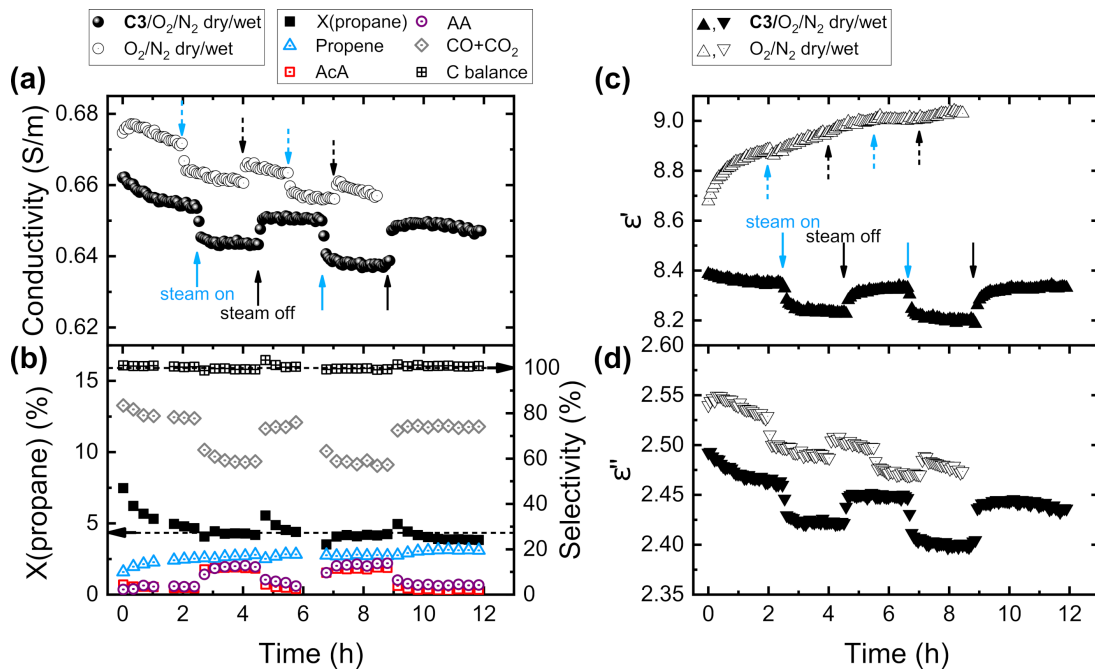 C3/O2/N2 dry/wet
O2/N2 dry/wet
X(propane)
Propene
AcA
AA
CO+CO2
C balance
C3/O2/N2 dry/wet
O2/N2 dry/wet
(a)
Conductivity (S/m)
0.68
0.66
0.64
0.62
steam on
steam off
(b)
X(propane) (%)
15
10
5
0
100
80
60
40
20
0
Selectivity (%)
0 2 4 6 8 10 12
Time (h)
(c)
ε'
9.0
8.8
8.6
8.4
8.2
steam on
steam off
(d)
ε''
2.60
2.55
2.50
2.45
2.40
2.35
0 2 4 6 8 10 12
Time (h)